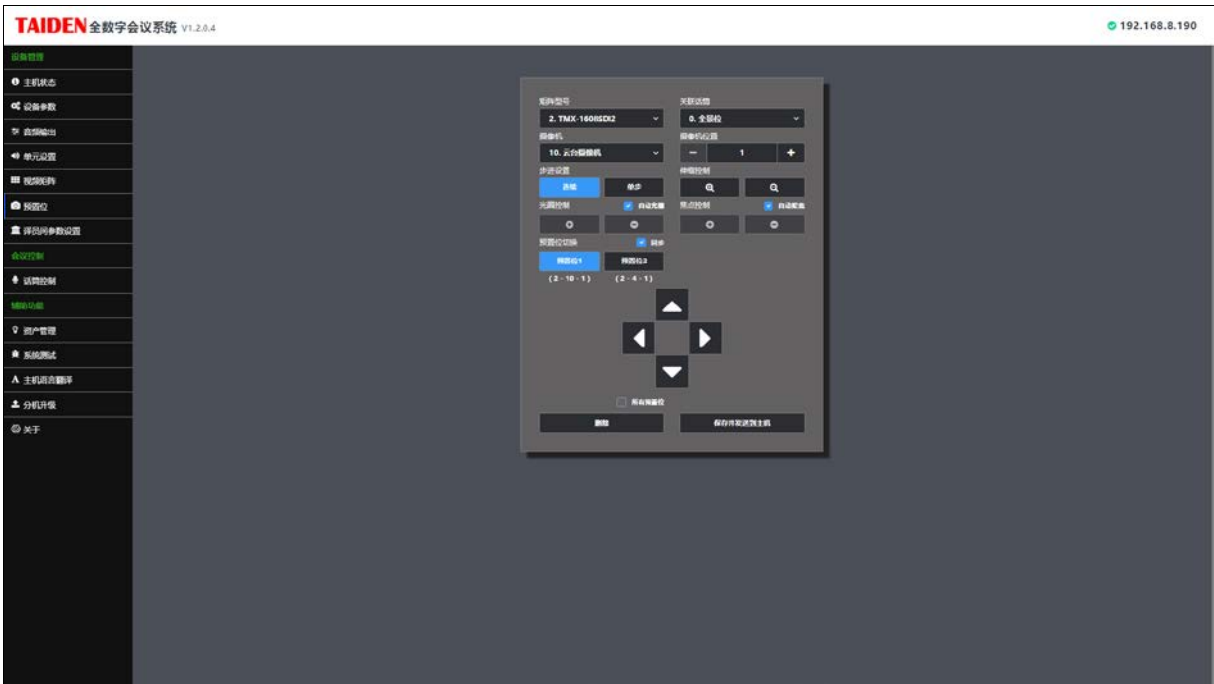 TAIDEN 全数字会议系统 V1.2.0.4
192.168.8.190
设备管理
主机状态
设备参数
音频输出
单元设置
视频矩阵
预置位
译员间参数设置
会议控制
话筒控制
辅助功能
资产管理
系统测试
A 主机语言翻译
分机升级
关于
矩阵型号 关联话筒
2. TMX-1608SDI2 0. 全景位
摄像机 摄像机位置
10. 云台摄像机 − 1 +
步进设置 伸缩控制
连续 单步
光圈控制 自动光圈 焦点控制 自动聚焦
预置位切换 同步
预置位1 预置位2
(2 - 10 - 1) (2 - 4 - 1)
所有预置位
删除 保存并发送到主机